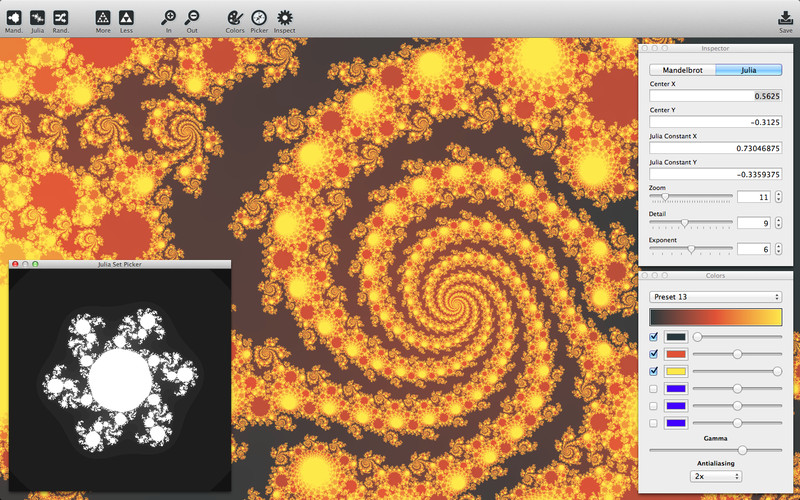 Mand. Julia Rand. More Less In Out Colors Picker Inspect Save
Inspector
Mandelbrot Julia
Center X
0.5625
Center Y
-0.3125
Julia Constant X
0.73046875
Julia Constant Y
-0.3359375
Zoom
11
Detail
9
Exponent
6
Julia Set Picker
Colors
Preset 13
Gamma
Antialiasing
2x